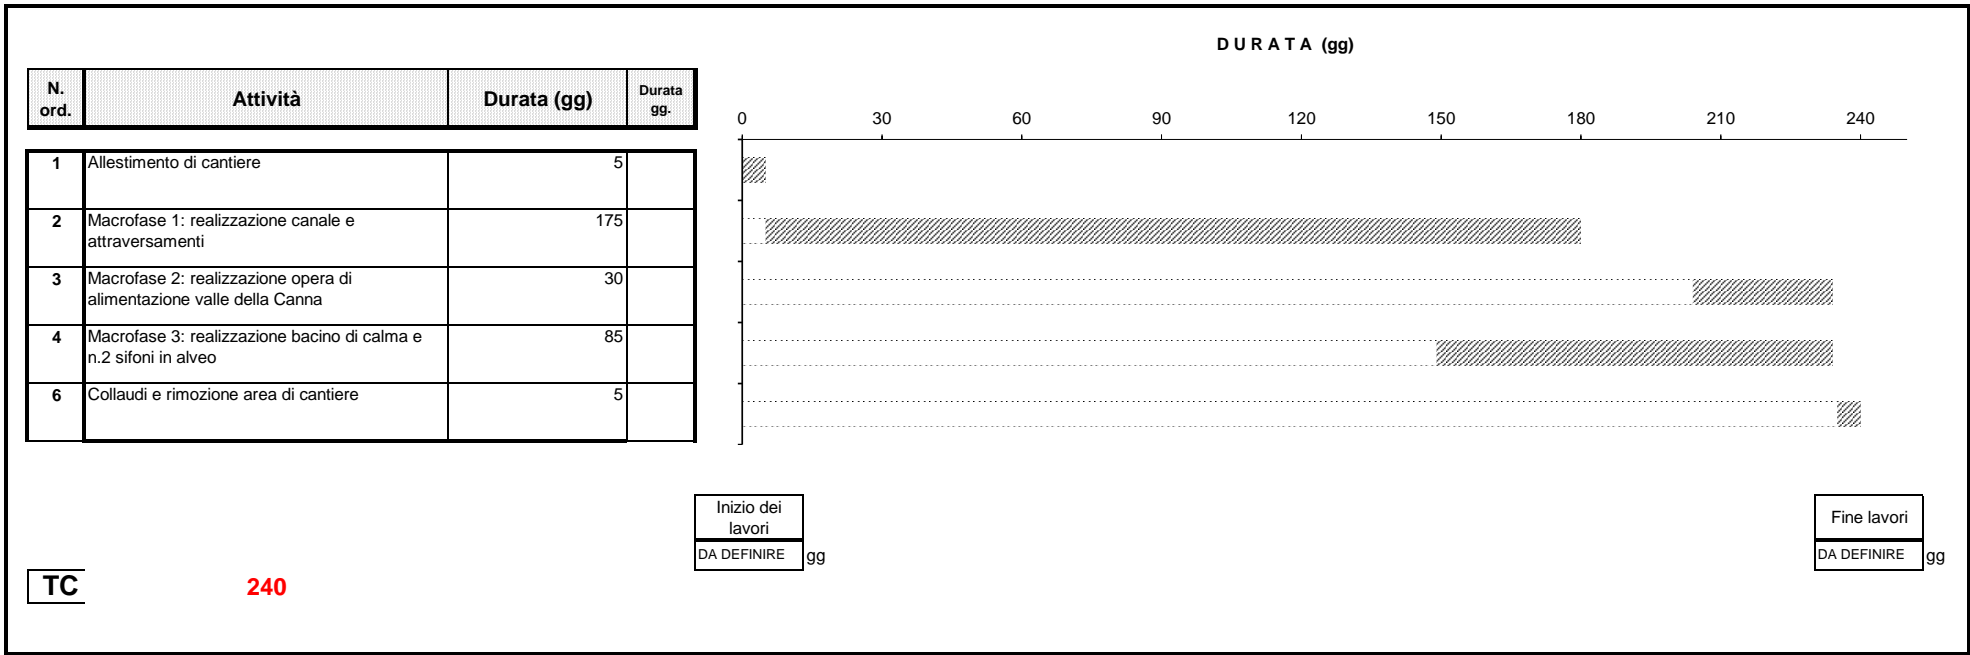 D U R A T A (gg)
N. ord. Attività Durata (gg) Durata gg.
0 30 60 90 120 150 180 210 240
1 Allestimento di cantiere 5
2 Macrofase 1: realizzazione canale e 175
attraversamenti
3 Macrofase 2: realizzazione opera di 30
alimentazione valle della Canna
4 Macrofase 3: realizzazione bacino di calma e 85
n.2 sifoni in alveo
6 Collaudi e rimozione area di cantiere 5
Inizio dei
lavori
DA DEFINIRE gg
Fine lavori
DA DEFINIRE gg
TC 240